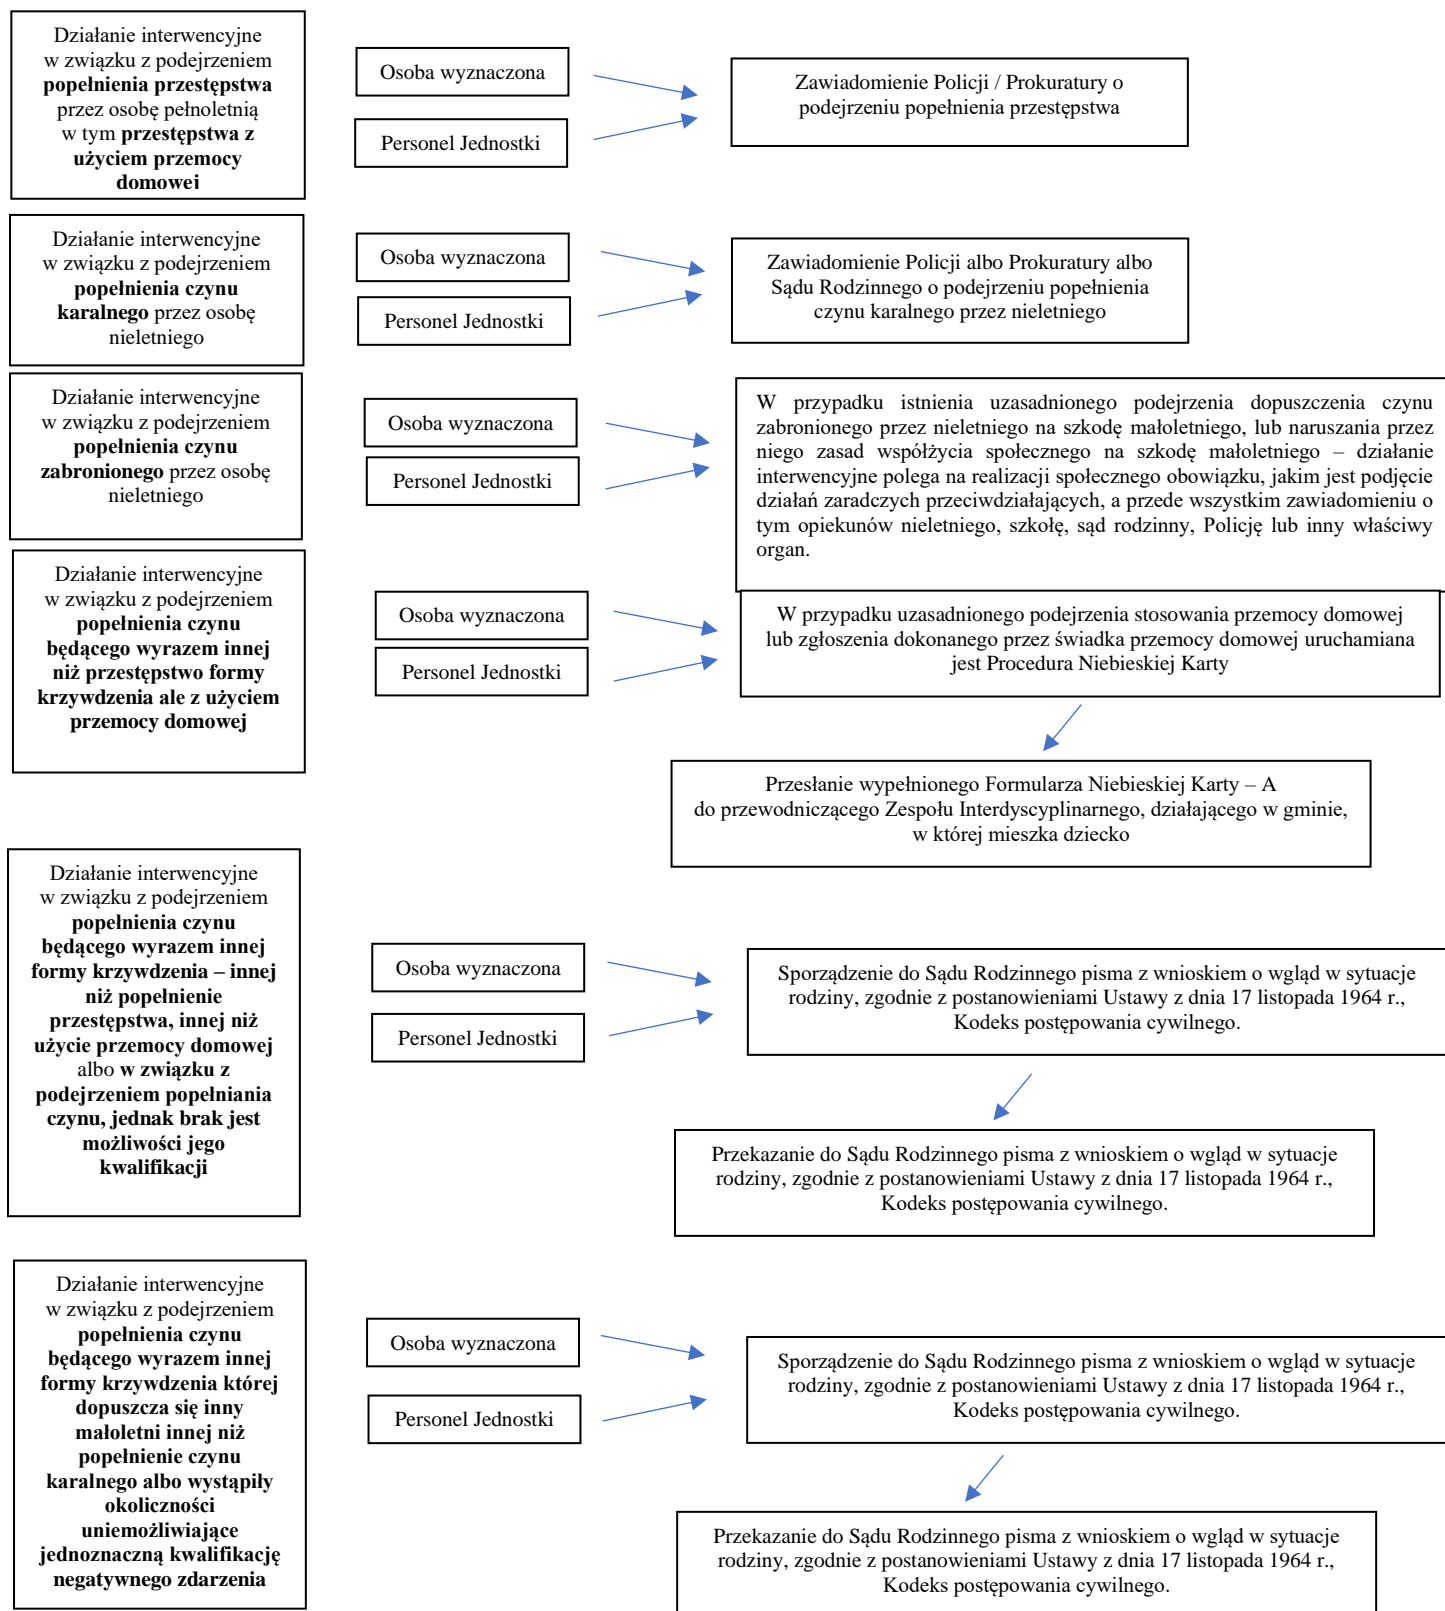 Działanie interwencyjne
w związku z podejrzeniem
popełnienia przestępstwa
przez osobę pełnoletnią
w tym przestępstwa z
użyciem przemocy
domowej
Osoba wyznaczona
Personel Jednostki
Zawiadomienie Policji / Prokuratury o
podejrzeniu popełnienia przestępstwa
Działanie interwencyjne
w związku z podejrzeniem
popełnienia czynu
karalnego przez osobę
nieletniego
Osoba wyznaczona
Personel Jednostki
Zawiadomienie Policji albo Prokuratury albo
Sądu Rodzinnego o podejrzeniu popełnienia
czynu karalnego przez nieletniego
Działanie interwencyjne
w związku z podejrzeniem
popełnienia czynu
zabronionego przez osobę
nieletniego
Osoba wyznaczona
Personel Jednostki
W przypadku istnienia uzasadnionego podejrzenia dopuszczenia czynu
zabronionego przez nieletniego na szkodę małoletniego, lub naruszania przez
niego zasad współżycia społecznego na szkodę małoletniego – działanie
interwencyjne polega na realizacji społecznego obowiązku, jakim jest podjęcie
działań zaradczych przeciwdziałających, a przede wszystkim zawiadomieniu o
tym opiekunów nieletniego, szkołę, sąd rodzinny, Policję lub inny właściwy
organ.
Działanie interwencyjne
w związku z podejrzeniem
popełnienia czynu
będącego wyrazem innej
niż przestępstwo formy
krzywdzenia ale z użyciem
przemocy domowej
Osoba wyznaczona
Personel Jednostki
W przypadku uzasadnionego podejrzenia stosowania przemocy domowej
lub zgłoszenia dokonanego przez świadka przemocy domowej uruchamiana
jest Procedura Niebieskiej Karty
Przesłanie wypełnionego Formularza Niebieskiej Karty – A
do przewodniczącego Zespołu Interdyscyplinarnego, działającego w gminie,
w której mieszka dziecko
Działanie interwencyjne
w związku z podejrzeniem
popełnienia czynu
będącego wyrazem innej
formy krzywdzenia – innej
niż popełnienie
przestępstwa, innej niż
użycie przemocy domowej
albo w związku z
podejrzeniem popełniania
czynu, jednak brak jest
możliwości jego
kwalifikacji
Osoba wyznaczona
Personel Jednostki
Sporządzenie do Sądu Rodzinnego pisma z wnioskiem o wgląd w sytuacje
rodziny, zgodnie z postanowieniami Ustawy z dnia 17 listopada 1964 r.,
Kodeks postępowania cywilnego.
Przekazanie do Sądu Rodzinnego pisma z wnioskiem o wgląd w sytuacje
rodziny, zgodnie z postanowieniami Ustawy z dnia 17 listopada 1964 r.,
Kodeks postępowania cywilnego.
Działanie interwencyjne
w związku z podejrzeniem
popełnienia czynu
będącego wyrazem innej
formy krzywdzenia której
dopuszcza się inny
małoletni innej niż
popełnienie czynu
karalnego albo wystąpiły
okoliczności
uniemożliwiające
jednoznaczną kwalifikację
negatywnego zdarzenia
Osoba wyznaczona
Personel Jednostki
Sporządzenie do Sądu Rodzinnego pisma z wnioskiem o wgląd w sytuacje
rodziny, zgodnie z postanowieniami Ustawy z dnia 17 listopada 1964 r.,
Kodeks postępowania cywilnego.
Przekazanie do Sądu Rodzinnego pisma z wnioskiem o wgląd w sytuacje
rodziny, zgodnie z postanowieniami Ustawy z dnia 17 listopada 1964 r.,
Kodeks postępowania cywilnego.